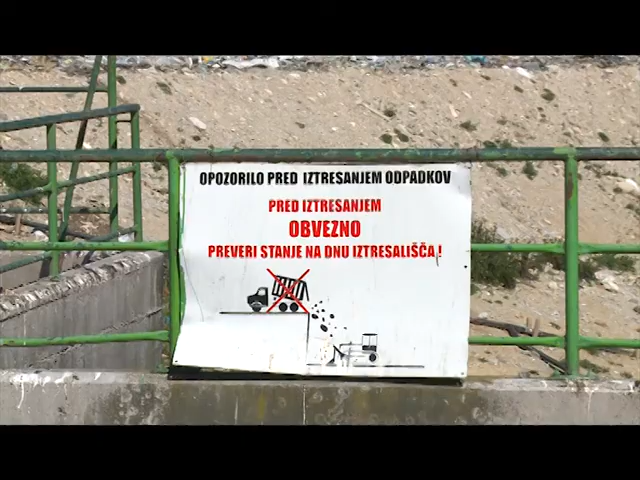 OPOZORILO PRED IZTRESANJEM ODPADKOV
PRED IZTRESANJEM
OBVEZNO
PREVERI STANJE NA DNU IZTRESALIŠČA!